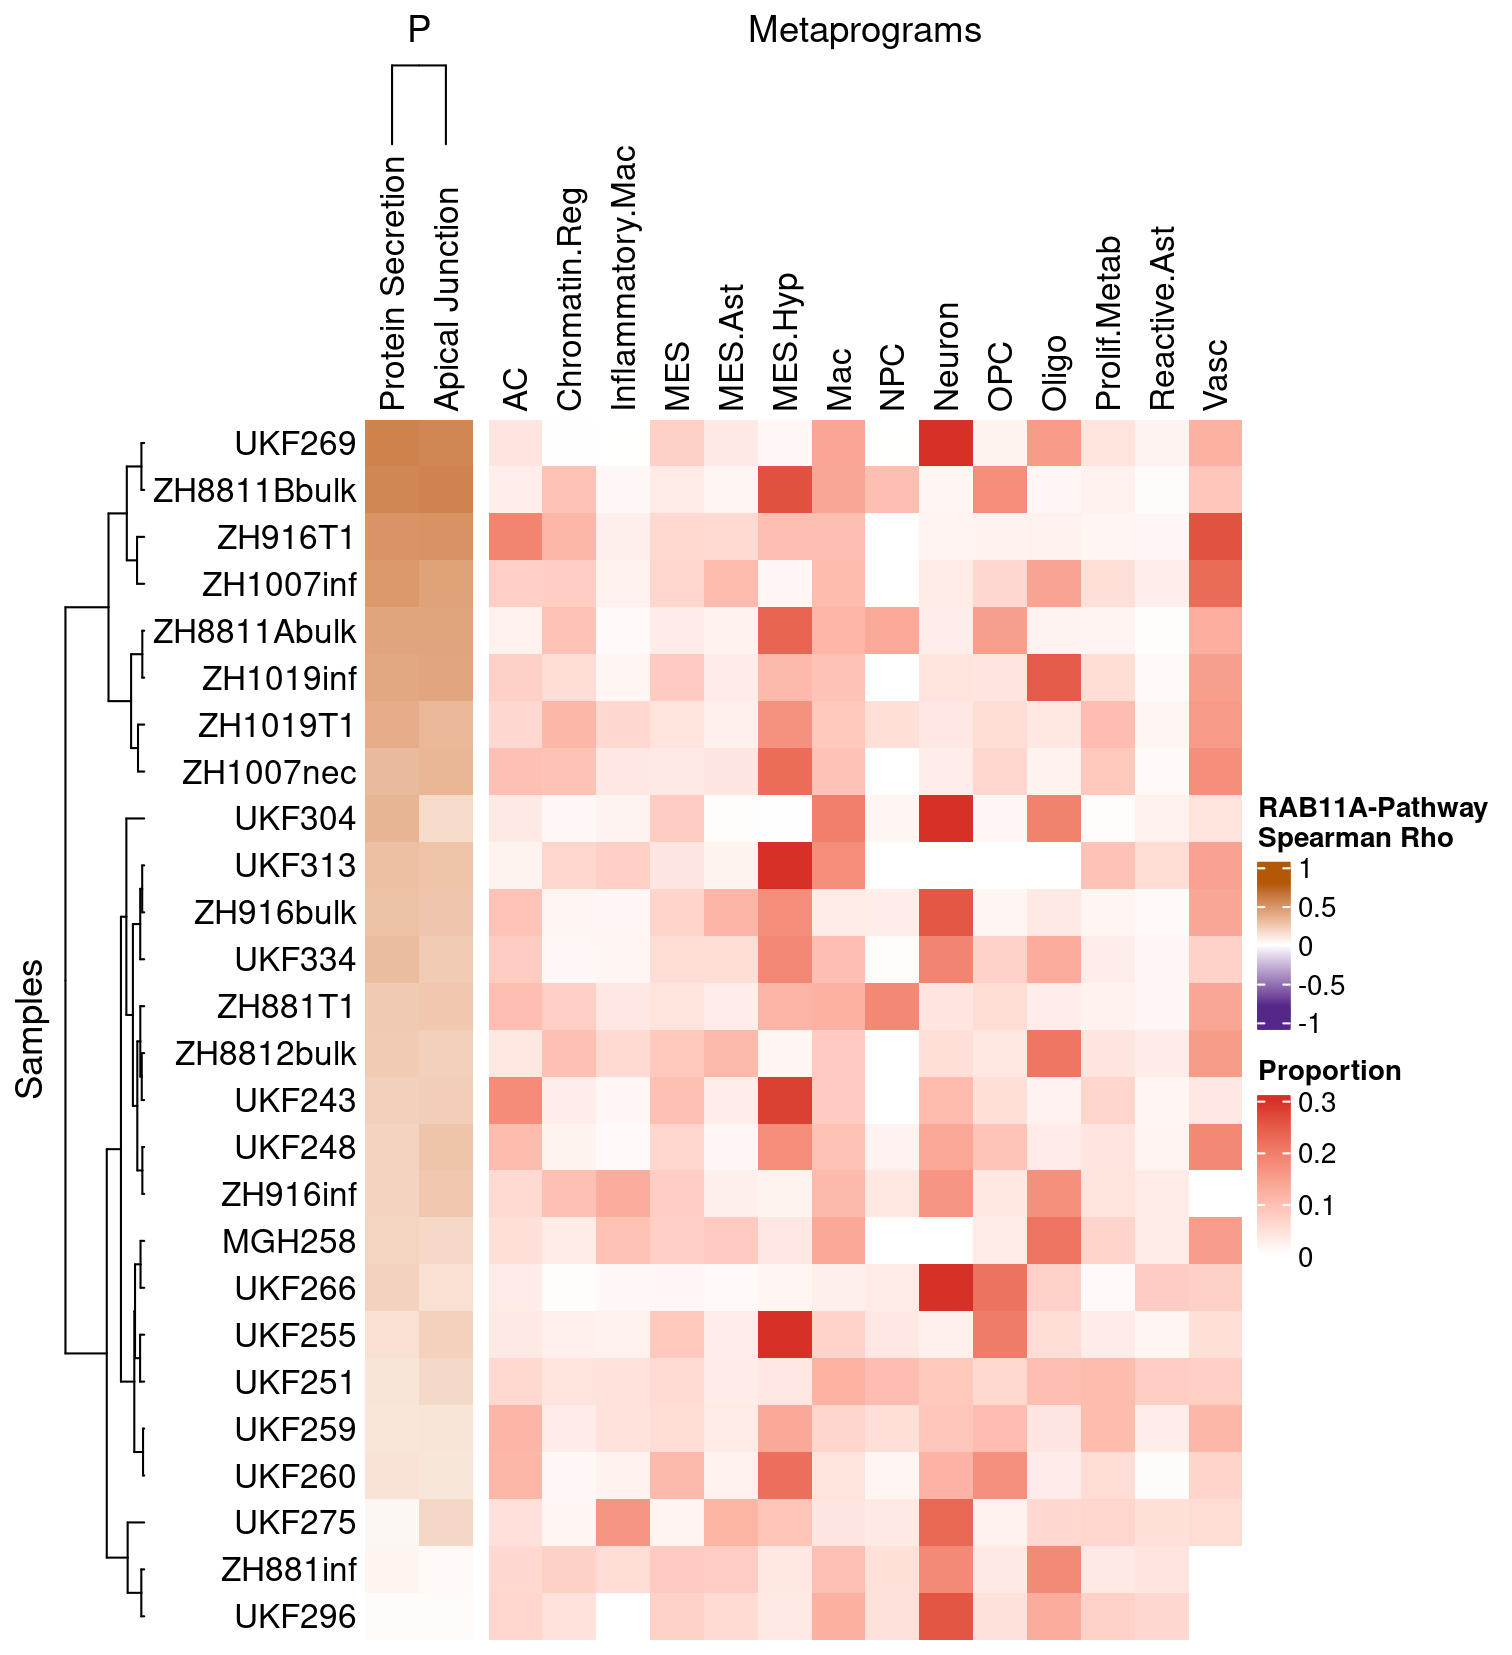 P
Metaprograms
Protein Secretion
Apical Junction
AC
Chromatin.Reg
Inflammatory.Mac
MES
MES.Ast
MES.Hyp
Mac
NPC
Neuron
OPC
Oligo
Prolif.Metab
Reactive.Ast
Vasc
Samples
UKF269
ZH8811Bbulk
ZH916T1
ZH1007inf
ZH8811Abulk
ZH1019inf
ZH1019T1
ZH1007nec
UKF304
UKF313
ZH916bulk
UKF334
ZH881T1
ZH8812bulk
UKF243
UKF248
ZH916inf
MGH258
UKF266
UKF255
UKF251
UKF259
UKF260
UKF275
ZH881inf
UKF296
RAB11A-Pathway
Spearman Rho
1
0.5
0
-0.5
-1
Proportion
0.3
0.2
0.1
0